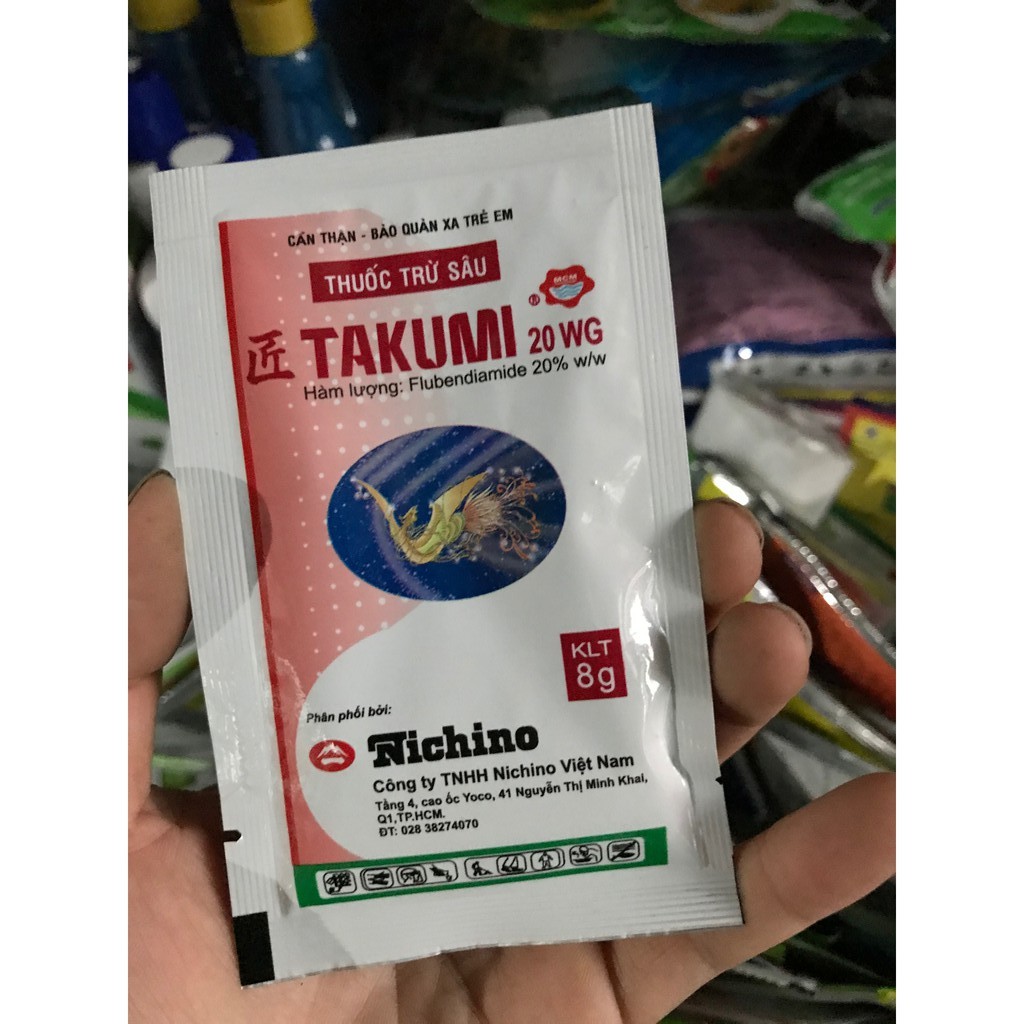 CẨN THẬN - BẢO QUẢN XA TRẺ EM
THUỐC TRỪ SÂU
MCM
匠 TAKUMI ® 20 WG
Hàm lượng: Flubendiamide 20% w/w
KLT
8g
Phân phối bởi:
Nichino
Công ty TNHH Nichino Việt Nam
Tầng 4, cao ốc Yoco, 41 Nguyễn Thị Minh Khai,
Q1,TP.HCM.
ĐT: 028 38274070